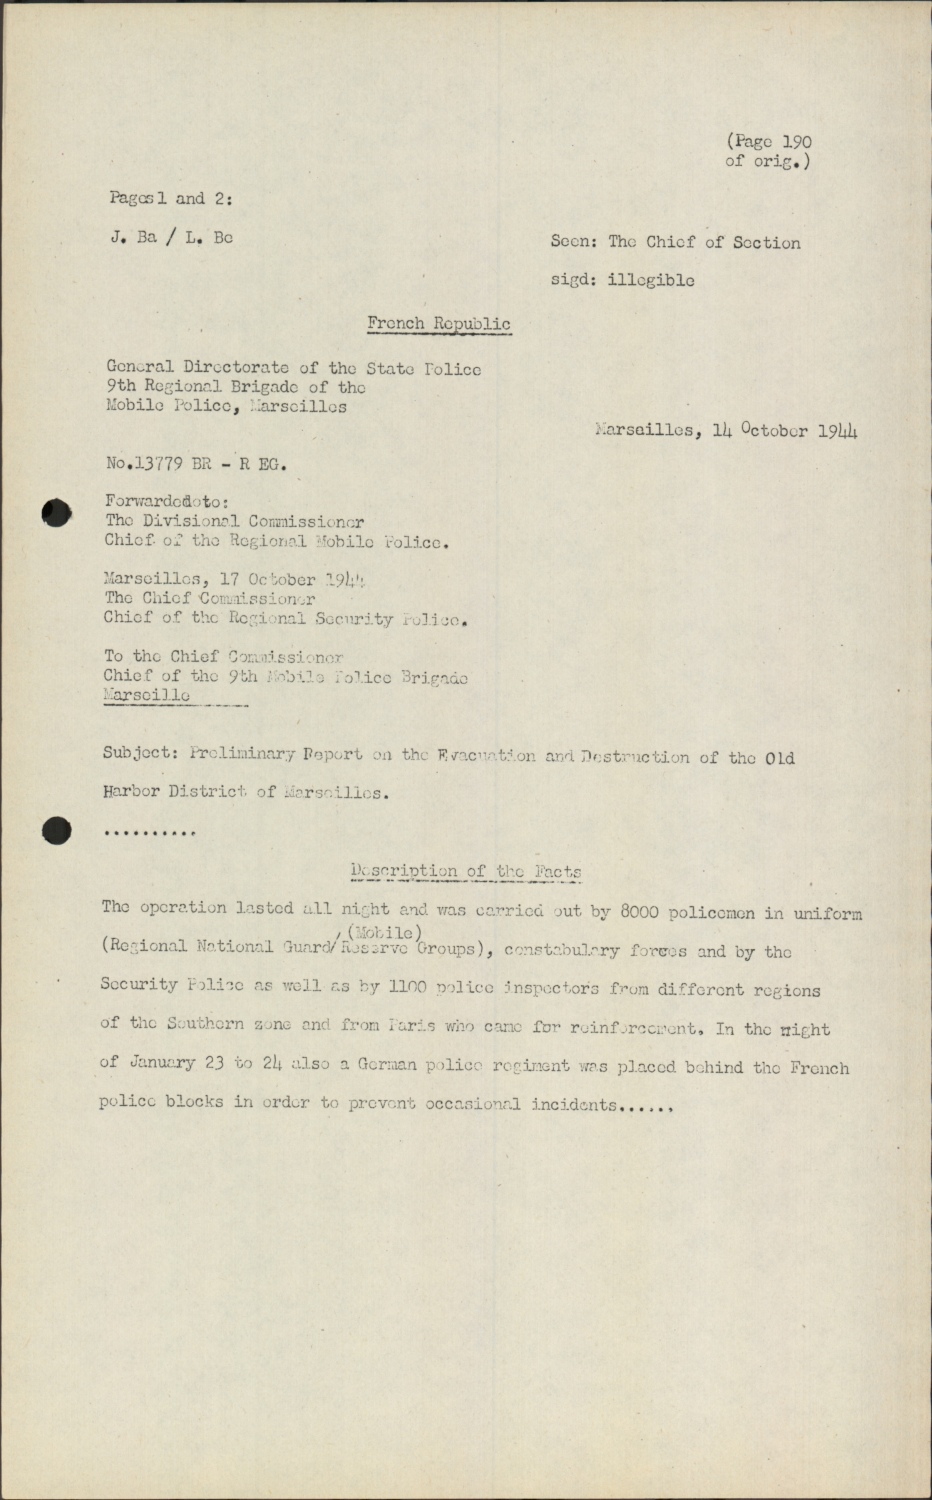 (Page 190
of orig.)
Pages1 and 2:
J. Ba / L. Be
Seen: The Chief of Section
sigd: illegible
French Republic
General Directorate of the State Police
9th Regional Brigade of the
Mobile Police, Marseilles
Marseilles, 14 October 1944
No.13779 BR - R EG.
Forwardedoto:
The Divisional Commissioner
Chief of the Regional Mobile Police.
Marseilles, 17 October 1944
The Chief Commissioner
Chief of the Regional Security Police.
To the Chief Commissioner
Chief of the 9th Mobile Police Brigade
Marseille
Subject: Preliminary Report on the Evacuation and Destruction of the Old
Harbor District of Marseilles.
..........
Description of the Facts
The operation lasted all night and was carried out by 8000 policemen in uniform
(Mobile)
(Regional National Guard/ Reserve Groups), constabulary forces and by the
Security Police as well as by 1100 police inspectors from different regions
of the Southern zone and from Paris who came for reinforcement. In the night
of January 23 to 24 also a German police regiment was placed behind the French
police blocks in order to prevent occasional incidents......